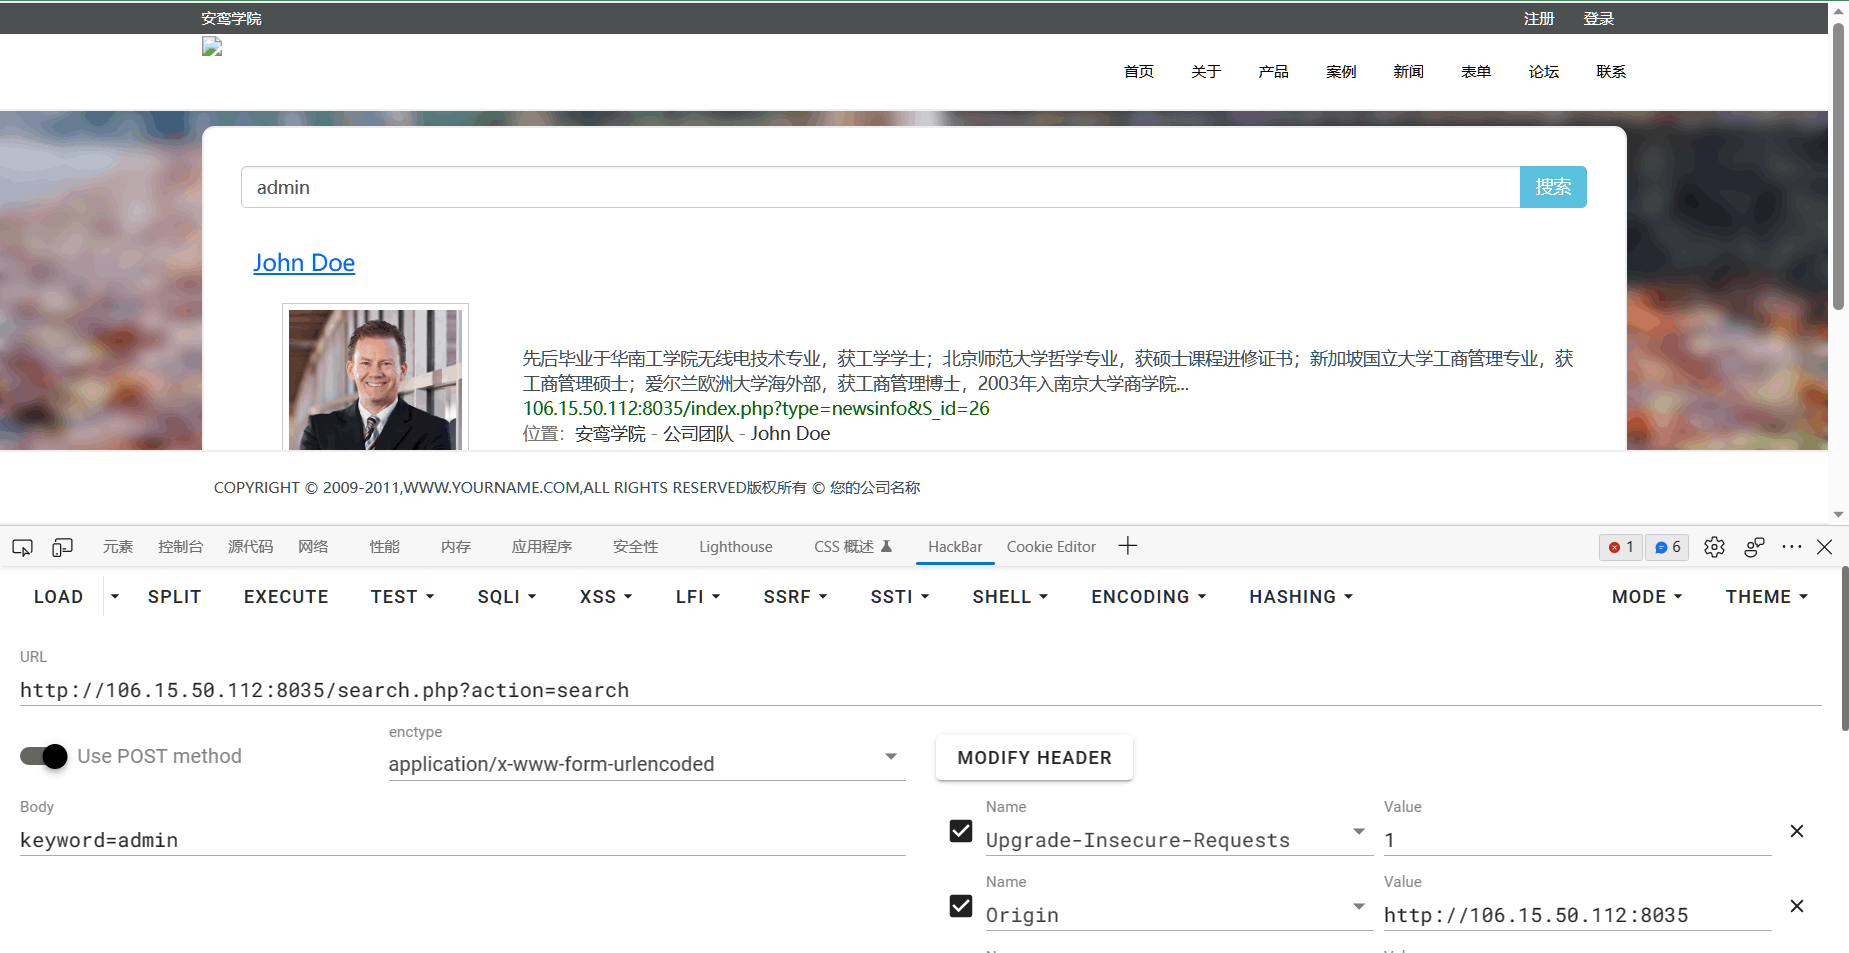 安鸾学院 注册 登录
首页 关于 产品 案例 新闻 表单 论坛 联系
admin 搜索
John Doe
先后毕业于华南工学院无线电技术专业，获工学学士；北京师范大学哲学专业，获硕士课程进修证书；新加坡国立大学工商管理专业，获
工商管理硕士；爱尔兰欧洲大学海外部，获工商管理博士，2003年入南京大学商学院...
106.15.50.112:8035/index.php?type=newsinfo&S_id=26
位置：安鸾学院 - 公司团队 - John Doe
COPYRIGHT © 2009-2011,WWW.YOURNAME.COM,ALL RIGHTS RESERVED版权所有 © 您的公司名称
元素 控制台 源代码 网络 性能 内存 应用程序 安全性 Lighthouse CSS 概述 HackBar Cookie Editor 1 6
LOAD SPLIT EXECUTE TEST SQLI XSS LFI SSRF SSTI SHELL ENCODING HASHING MODE THEME
URL
http://106.15.50.112:8035/search.php?action=search
Use POST method
enctype
application/x-www-form-urlencoded
MODIFY HEADER
Body
keyword=admin
Name Value
Upgrade-Insecure-Requests 1
Name Value
Origin http://106.15.50.112:8035